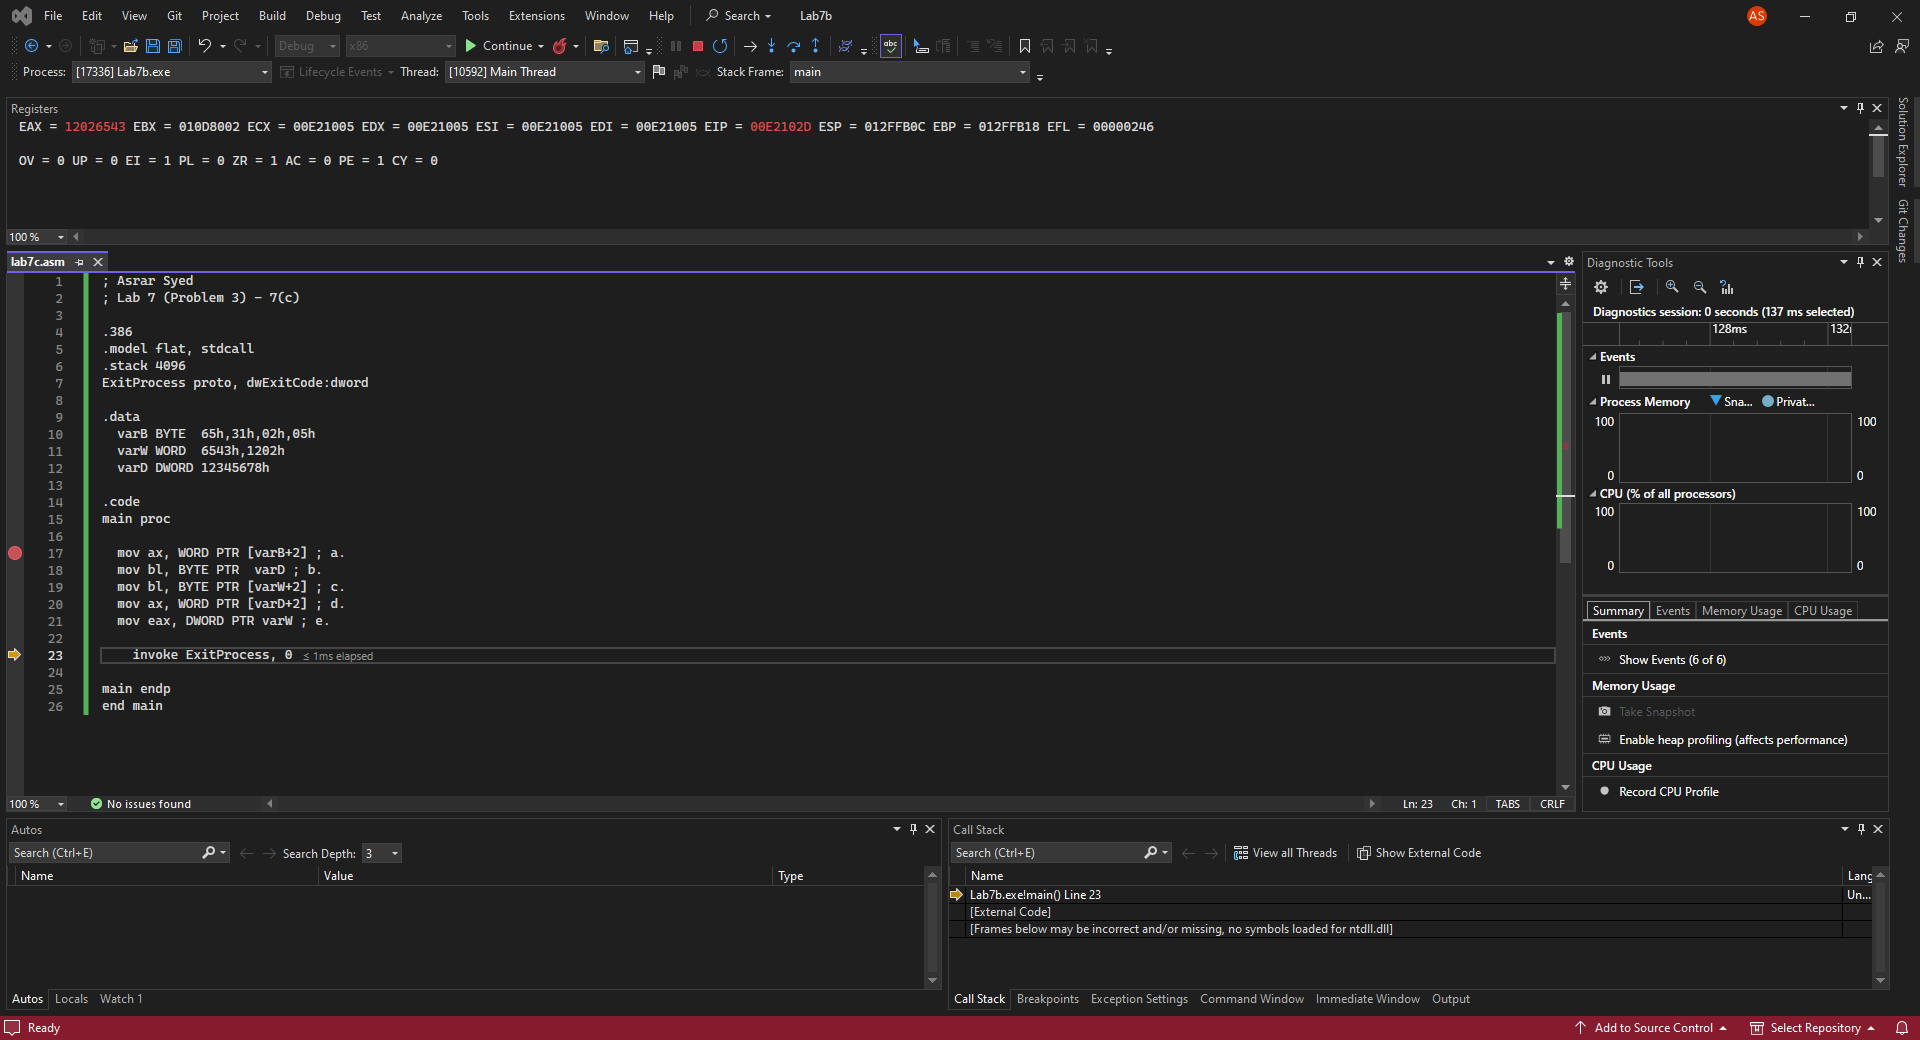 File Edit View Git Project Build Debug Test Analyze Tools Extensions Window Help Search Lab7b AS
Debug x86 Continue abc
Process: [17336] Lab7b.exe Lifecycle Events Thread: [10592] Main Thread Stack Frame: main
Registers
EAX = 12026543 EBX = 010D8002 ECX = 00E21005 EDX = 00E21005 ESI = 00E21005 EDI = 00E21005 EIP = 00E2102D ESP = 012FFB0C EBP = 012FFB18 EFL = 00000246
OV = 0 UP = 0 EI = 1 PL = 0 ZR = 1 AC = 0 PE = 1 CY = 0
100 %
Solution Explorer
Git Changes
lab7c.asm
1 ; Asrar Syed
2 ; Lab 7 (Problem 3) - 7(c)
3
4 .386
5 .model flat, stdcall
6 .stack 4096
7 ExitProcess proto, dwExitCode:dword
8
9 .data
10 varB BYTE  65h,31h,02h,05h
11 varW WORD  6543h,1202h
12 varD DWORD 12345678h
13
14 .code
15 main proc
16
17 mov ax, WORD PTR [varB+2] ; a.
18 mov bl, BYTE PTR  varD ; b.
19 mov bl, BYTE PTR [varW+2] ; c.
20 mov ax, WORD PTR [varD+2] ; d.
21 mov eax, DWORD PTR varW ; e.
22
23 invoke ExitProcess, 0 ≤ 1ms elapsed
24
25 main endp
26 end main
100 % No issues found Ln: 23 Ch: 1 TABS CRLF
Diagnostic Tools
Diagnostics session: 0 seconds (137 ms selected)
128ms 132
Events
Process Memory Sna... Privat...
100 100
0 0
CPU (% of all processors)
100 100
0 0
Summary Events Memory Usage CPU Usage
Events
Show Events (6 of 6)
Memory Usage
Take Snapshot
Enable heap profiling (affects performance)
CPU Usage
Record CPU Profile
Autos
Search (Ctrl+E) Search Depth: 3
Name Value Type
Autos Locals Watch 1
Call Stack
Search (Ctrl+E) View all Threads Show External Code
Name Lang
Lab7b.exe!main() Line 23 Un...
[External Code]
[Frames below may be incorrect and/or missing, no symbols loaded for ntdll.dll]
Call Stack Breakpoints Exception Settings Command Window Immediate Window Output
Ready Add to Source Control Select Repository